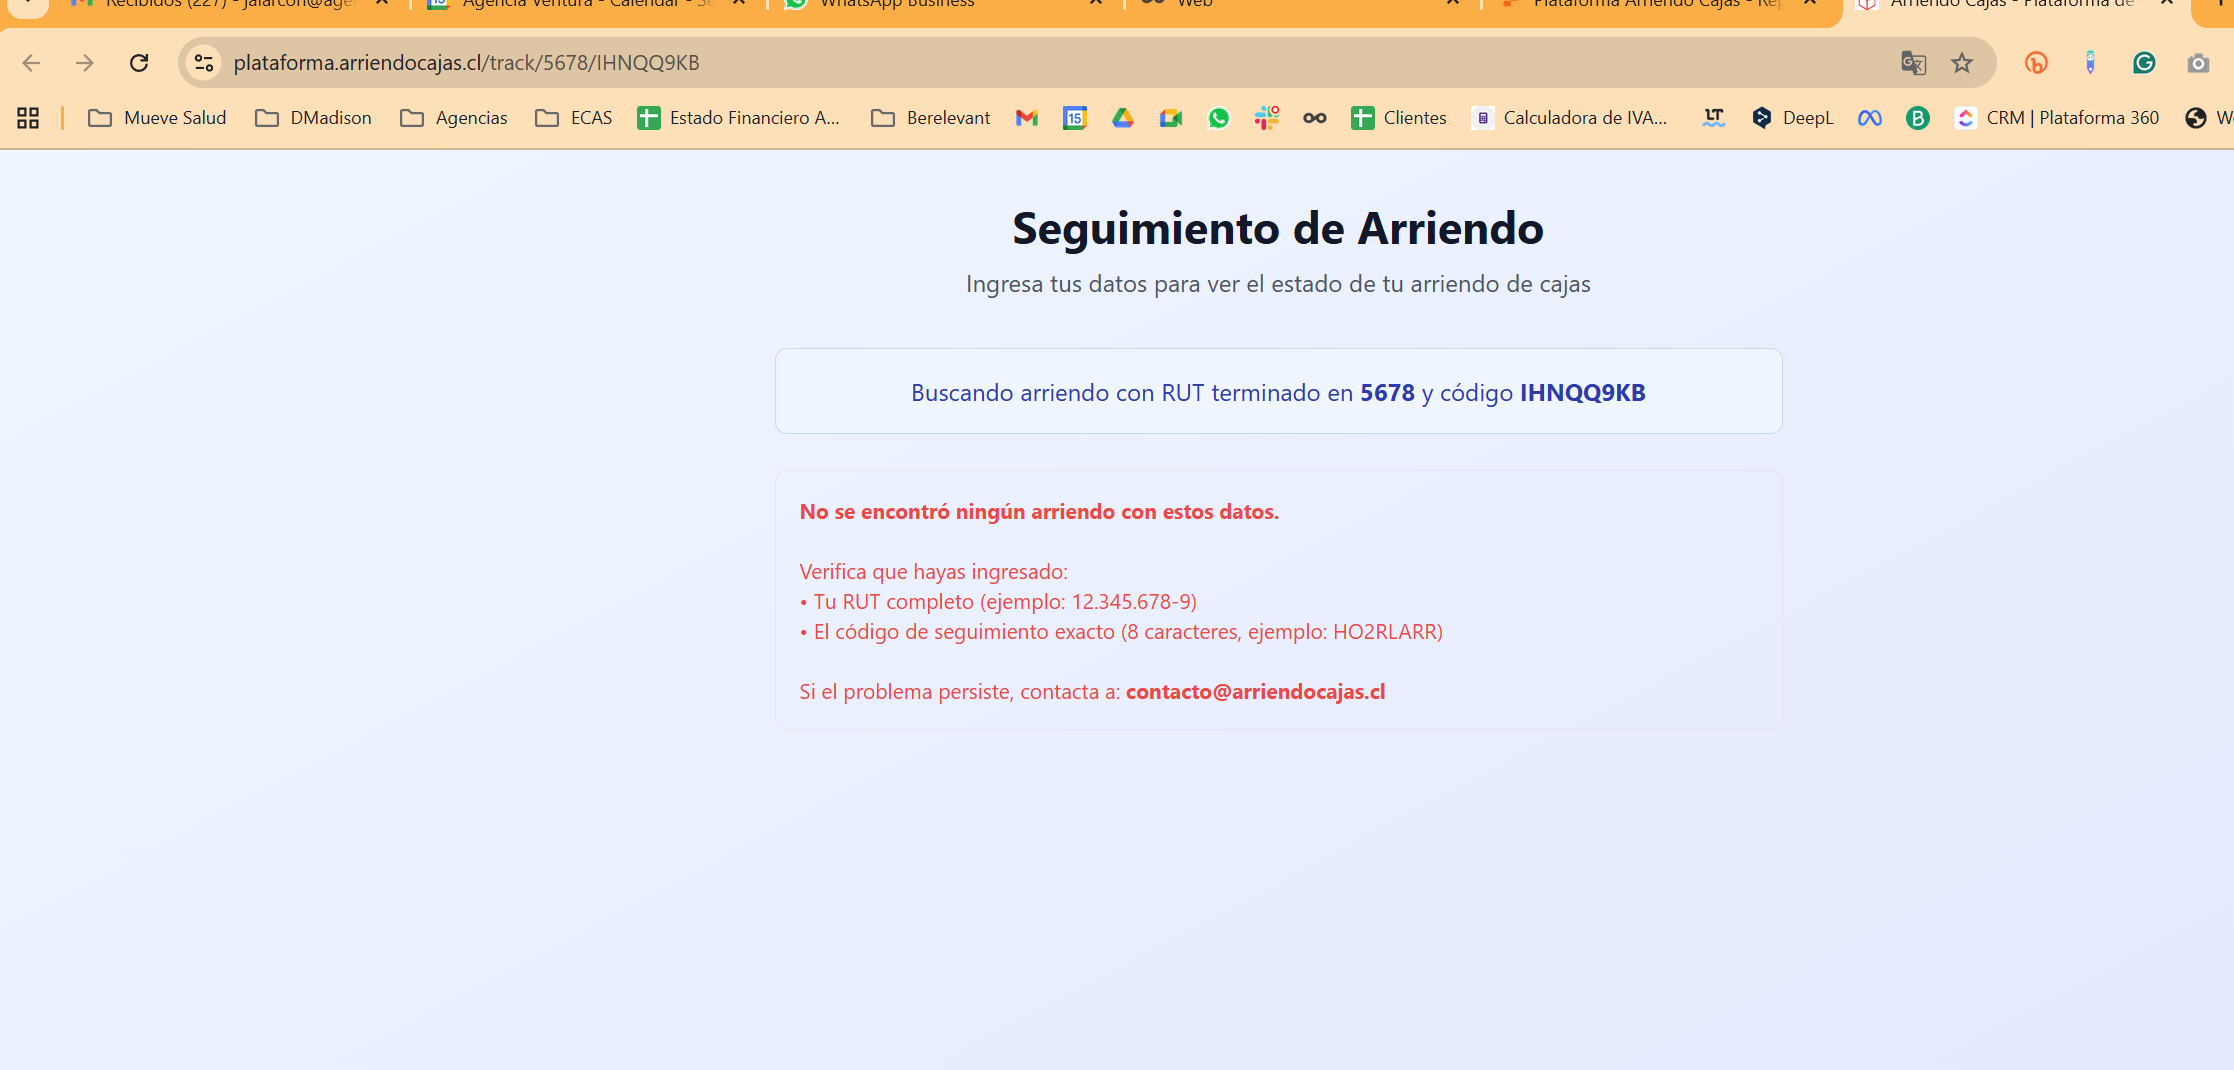 Recibidos (227) - jalarcon@age
Agencia Ventura - Calendar - Se
WhatsApp Business
Web
Plataforma Arriendo Cajas - Rep
Arriendo Cajas - Plataforma de
plataforma.arriendocajas.cl/track/5678/IHNQQ9KB
Mueve Salud
DMadison
Agencias
ECAS
Estado Financiero A...
Berelevant
15
Clientes
Calculadora de IVA...
LT
DeepL
B
CRM | Plataforma 360
Seguimiento de Arriendo
Ingresa tus datos para ver el estado de tu arriendo de cajas
Buscando arriendo con RUT terminado en 5678 y código IHNQQ9KB
No se encontró ningún arriendo con estos datos.
Verifica que hayas ingresado:
• Tu RUT completo (ejemplo: 12.345.678-9)
• El código de seguimiento exacto (8 caracteres, ejemplo: HO2RLARR)
Si el problema persiste, contacta a: contacto@arriendocajas.cl